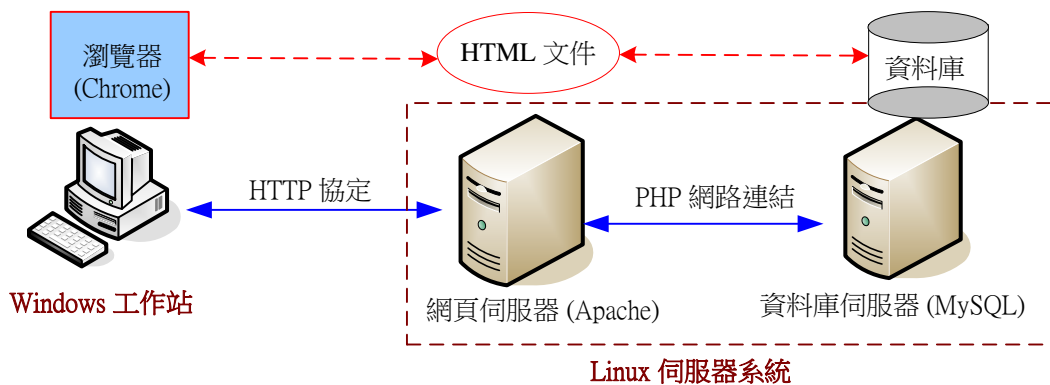 瀏覽器
(Chrome)
HTML 文件
資料庫
HTTP 協定
PHP 網路連結
Windows 工作站
網頁伺服器 (Apache)
資料庫伺服器 (MySQL)
Linux 伺服器系統